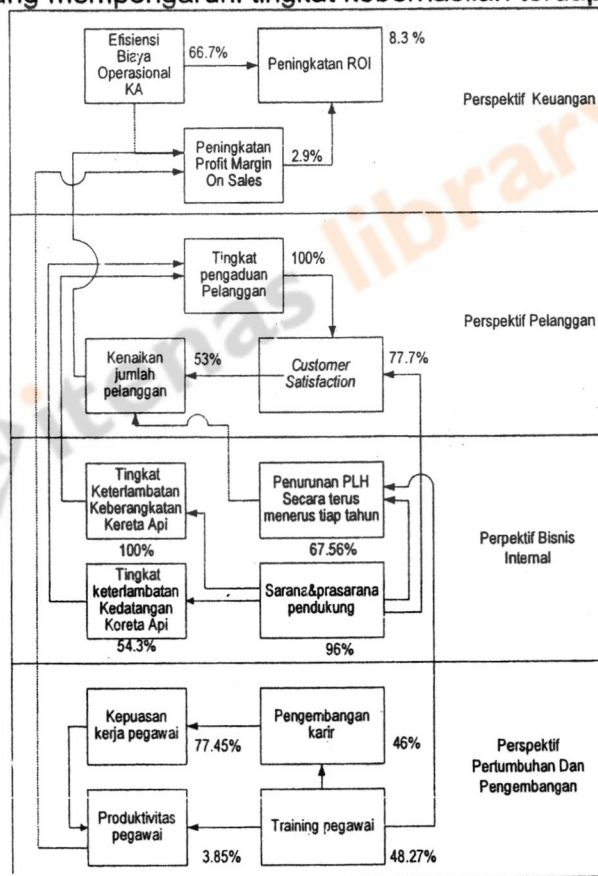 ang mempengaruhi tingkat keberhasilan
Efisiensi
Biaya
Operasional
KA
66.7%
Peningkatan ROI
8.3 %
Perspektif Keuangan
Peningkatan
Profit Margin
On Sales
2.9%
Tingkat
pengaduan
Pelanggan
100%
Perspektif Pelanggan
Kenaikan
jumlah
pelanggan
53%
Customer
Satisfaction
77.7%
Tingkat
Keterlambatan
Keberangkatan
Kereta Api
100%
Penurunan PLH
Secara terus
menerus tiap tahun
67.56%
Perpektif Bisnis
Internal
Tingkat
keterlambatan
Kedatangan
Koreta Api
54.3%
Sarana&prasarana
pendukung
96%
Kepuasan
kerja pegawai
77.45%
Pengembangan
karir
46%
Perspektif
Pertumbuhan Dan
Pengembangan
Produktivitas
pegawai
3.85%
Training pegawai
48.27%
itenas library